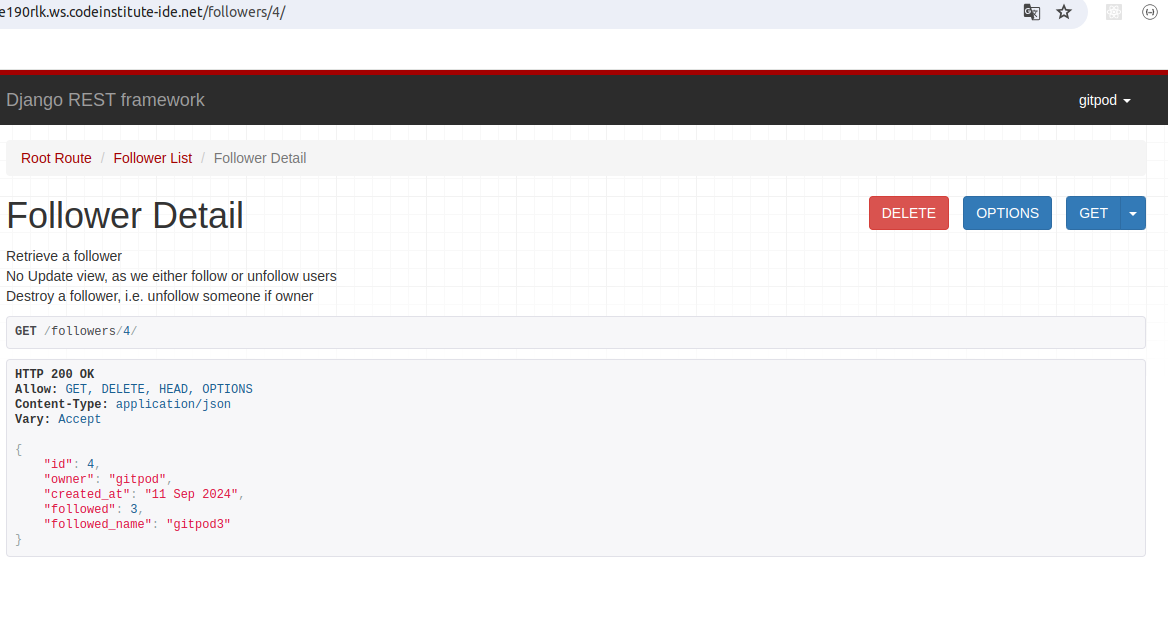 e190rlk.ws.codeinstitute-ide.net/followers/4/
Django REST framework
gitpod
Root Route / Follower List / Follower Detail
Follower Detail
DELETE
OPTIONS
GET
Retrieve a follower
No Update view, as we either follow or unfollow users
Destroy a follower, i.e. unfollow someone if owner
GET /followers/4/
HTTP 200 OK
Allow: GET, DELETE, HEAD, OPTIONS
Content-Type: application/json
Vary: Accept
{
    "id": 4,
    "owner": "gitpod",
    "created_at": "11 Sep 2024",
    "followed": 3,
    "followed_name": "gitpod3"
}